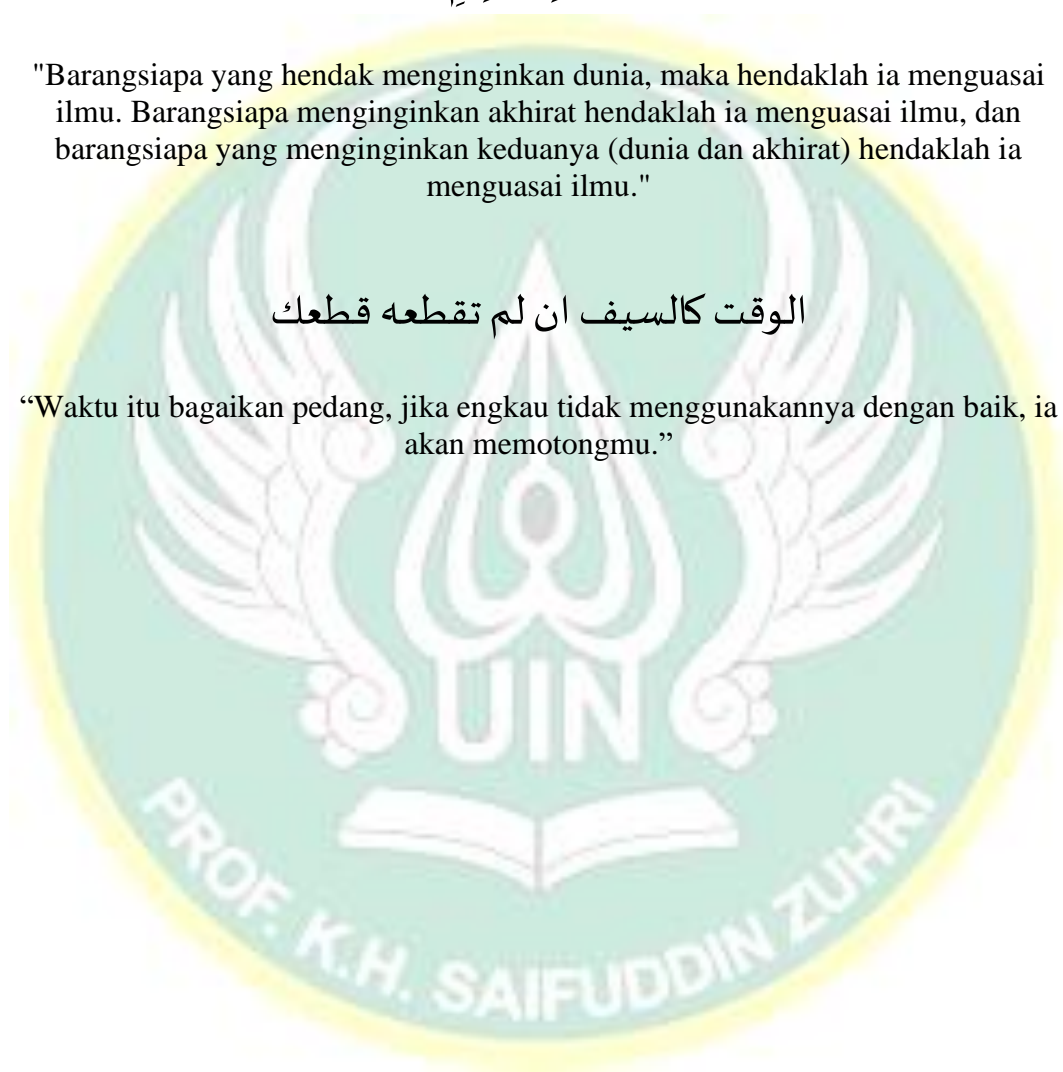 "Barangsiapa yang hendak menginginkan dunia, maka hendaklah ia menguasai
ilmu. Barangsiapa menginginkan akhirat hendaklah ia menguasai ilmu, dan
barangsiapa yang menginginkan keduanya (dunia dan akhirat) hendaklah ia
menguasai ilmu."
الوقت كالسيف ان لم تقطعه قطعك
“Waktu itu bagaikan pedang, jika engkau tidak menggunakannya dengan baik, ia
akan memotongmu.”
UIN
PROF. K.H. SAIFUDDIN ZUHRI